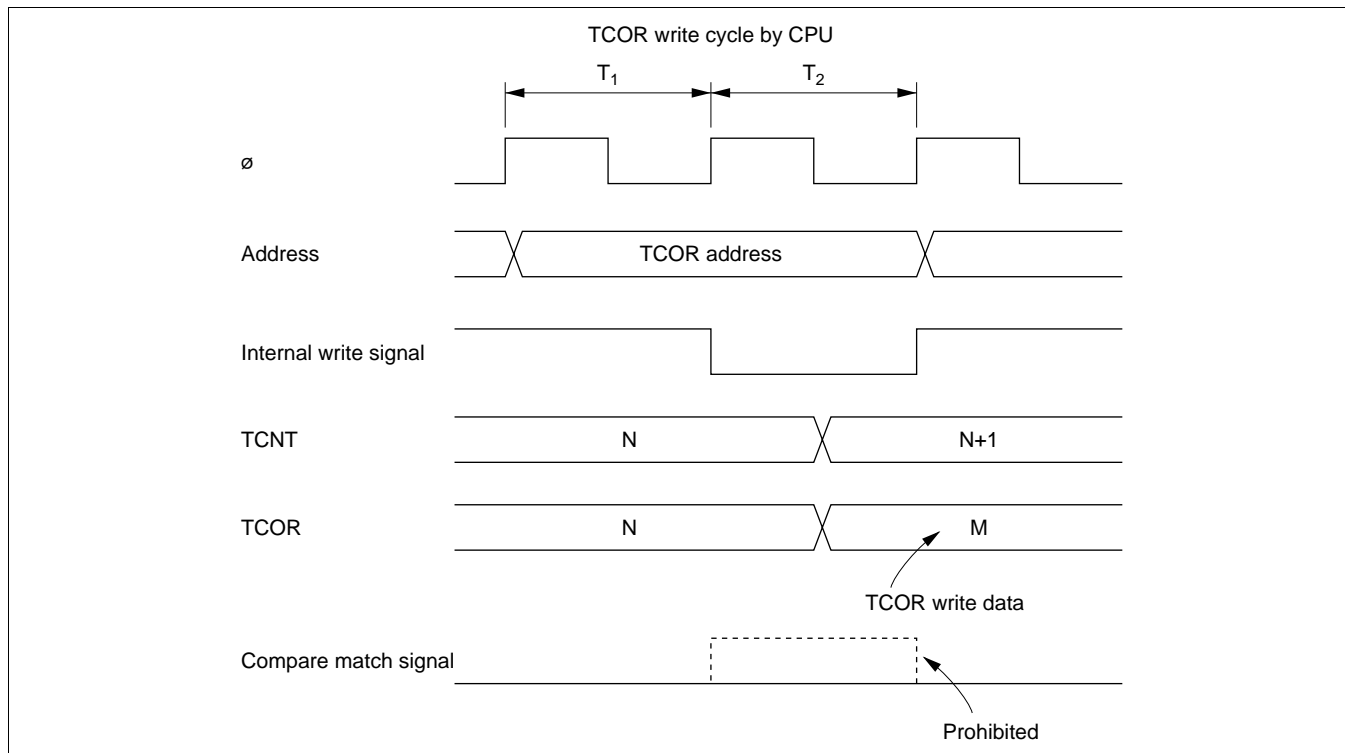 TCOR write cycle by CPU
T1 T2
ø
Address TCOR address
Internal write signal
TCNT N N+1
TCOR N M
TCOR write data
Compare match signal
Prohibited